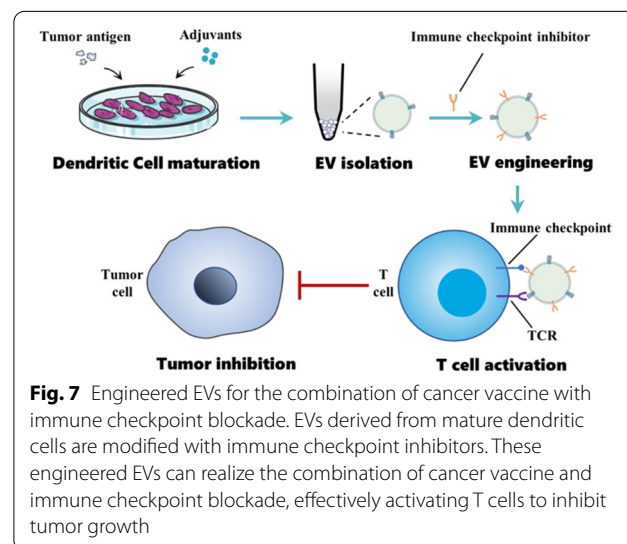 Tumor antigen
Adjuvants
Immune checkpoint inhibitor
Dendritic Cell maturation
EV isolation
EV engineering
Immune checkpoint
Tumor
cell
T
cell
TCR
Tumor inhibition
T cell activation
Fig. 7 Engineered EVs for the combination of cancer vaccine with
immune checkpoint blockade. EVs derived from mature dendritic
cells are modified with immune checkpoint inhibitors. These
engineered EVs can realize the combination of cancer vaccine and
immune checkpoint blockade, effectively activating T cells to inhibit
tumor growth